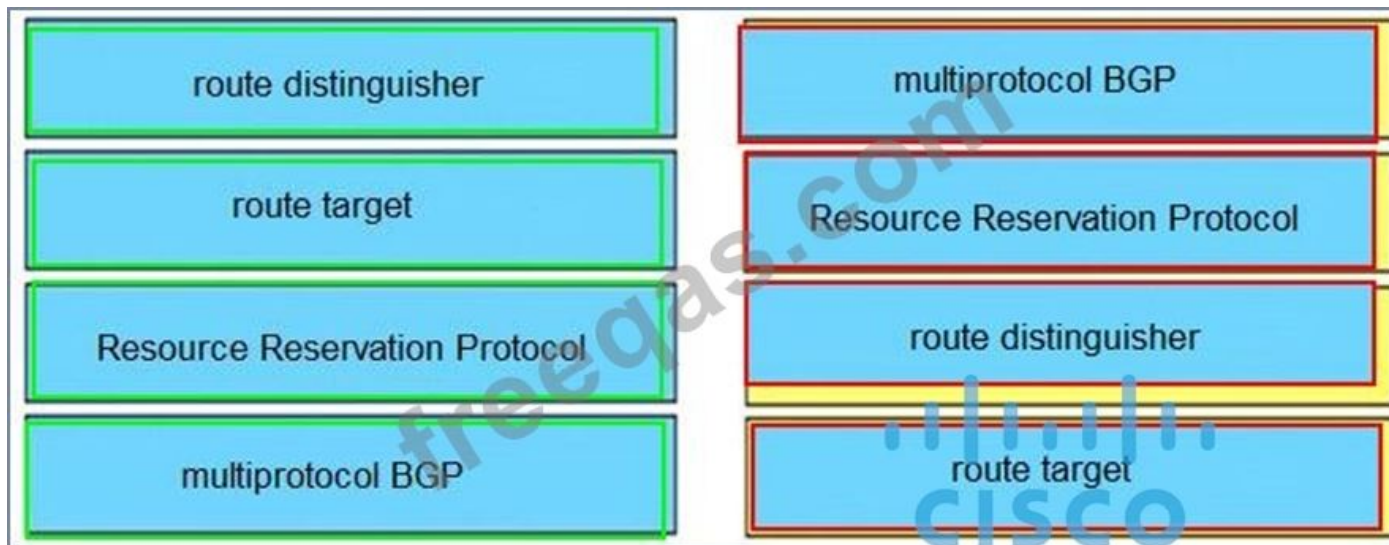 route distinguisher
route target
Resource Reservation Protocol
multiprotocol BGP
multiprotocol BGP
Resource Reservation Protocol
route distinguisher
route target
freeqas.com
CISCO